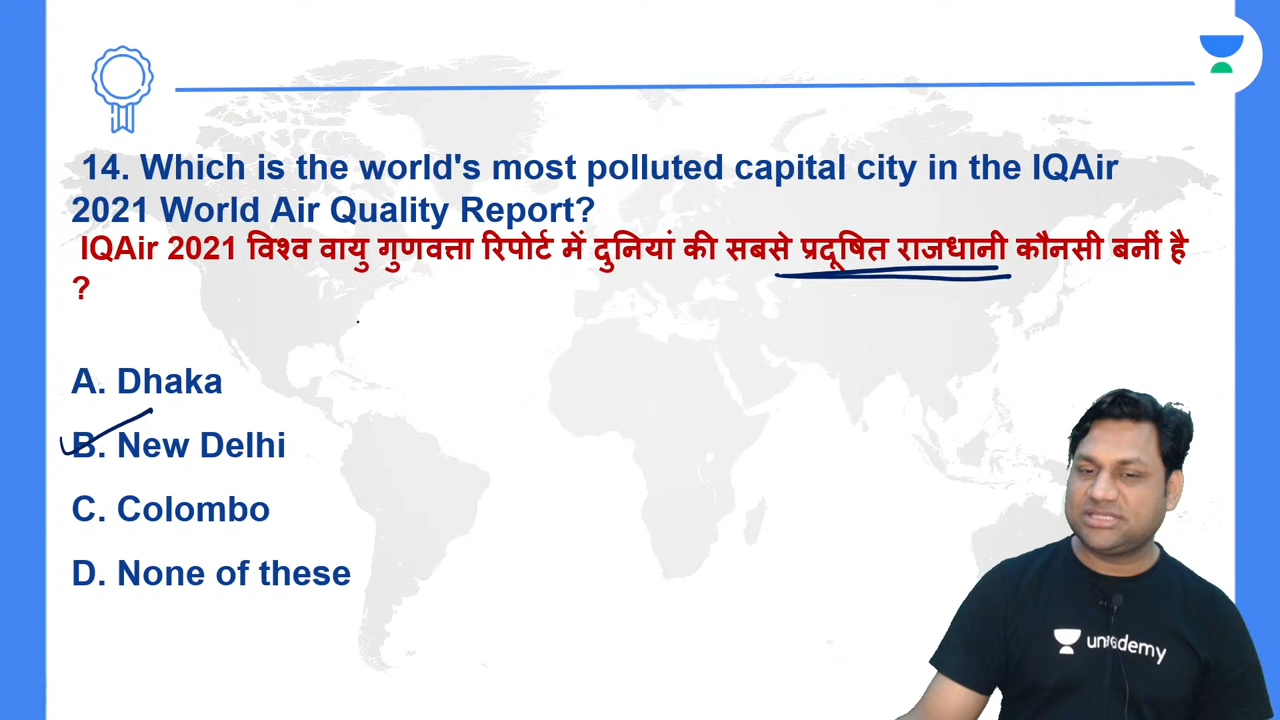 14. Which is the world's most polluted capital city in the IQAir
2021 World Air Quality Report?
IQAir 2021 विश्व वायु गुणवत्ता रिपोर्ट में दुनियां की सबसे प्रदूषित राजधानी कौनसी बनीं है
?
A. Dhaka
B. New Delhi
C. Colombo
D. None of these